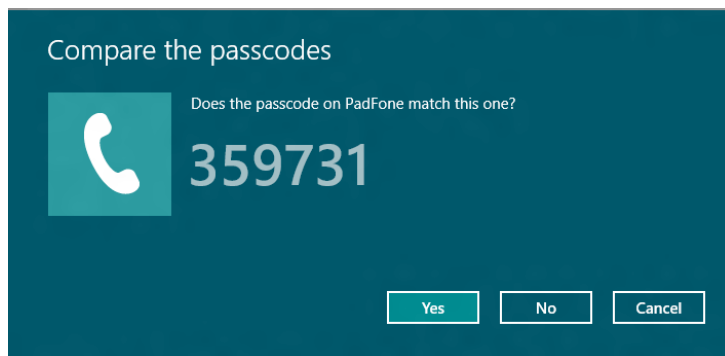 Compare the passcodes
Does the passcode on PadFone match this one?
359731
Yes No Cancel